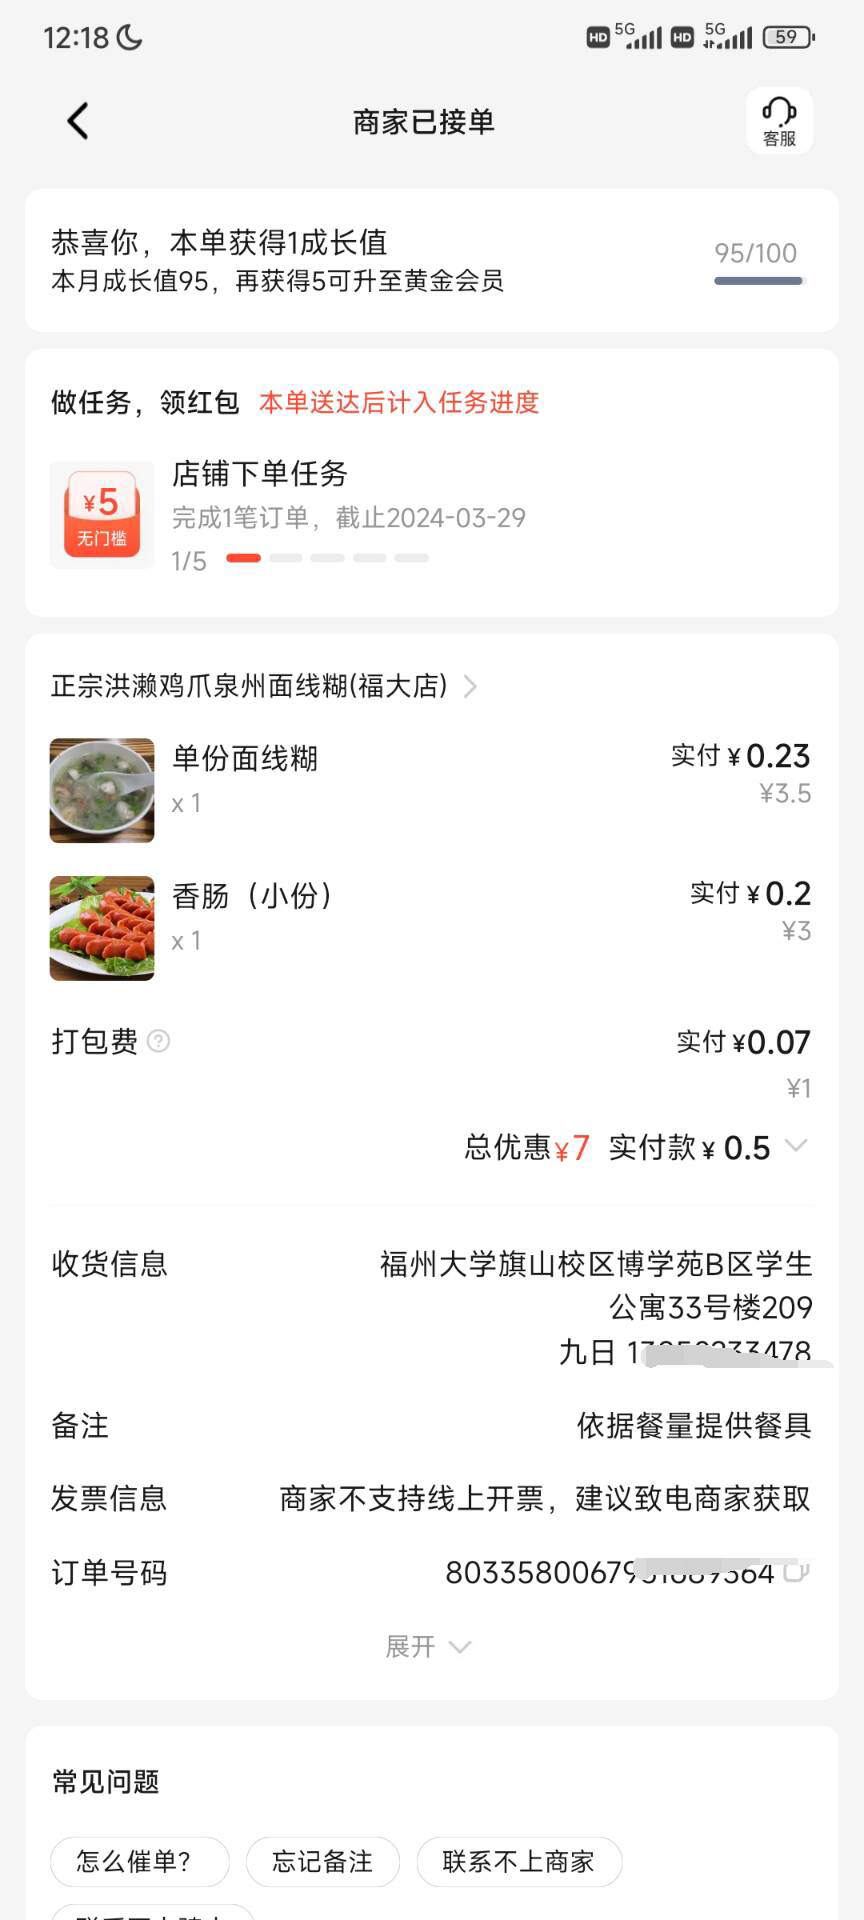 12:18
HD 5G HD 5G 59
商家已接单
客服
恭喜你，本单获得1成长值
95/100
本月成长值95，再获得5可升至黄金会员
做任务，领红包 本单送达后计入任务进度
¥5
无门槛
店铺下单任务
完成1笔订单，截止2024-03-29
1/5
正宗洪濑鸡爪泉州面线糊(福大店)
单份面线糊 实付¥0.23
x 1 ¥3.5
香肠（小份） 实付¥0.2
x 1 ¥3
打包费 ? 实付¥0.07
¥1
总优惠¥7 实付款¥0.5
收货信息 福州大学旗山校区博学苑B区学生
公寓33号楼209
九日 1
备注 依据餐量提供餐具
发票信息 商家不支持线上开票，建议致电商家获取
订单号码 8033580067
展开
常见问题
怎么催单？ 忘记备注 联系不上商家